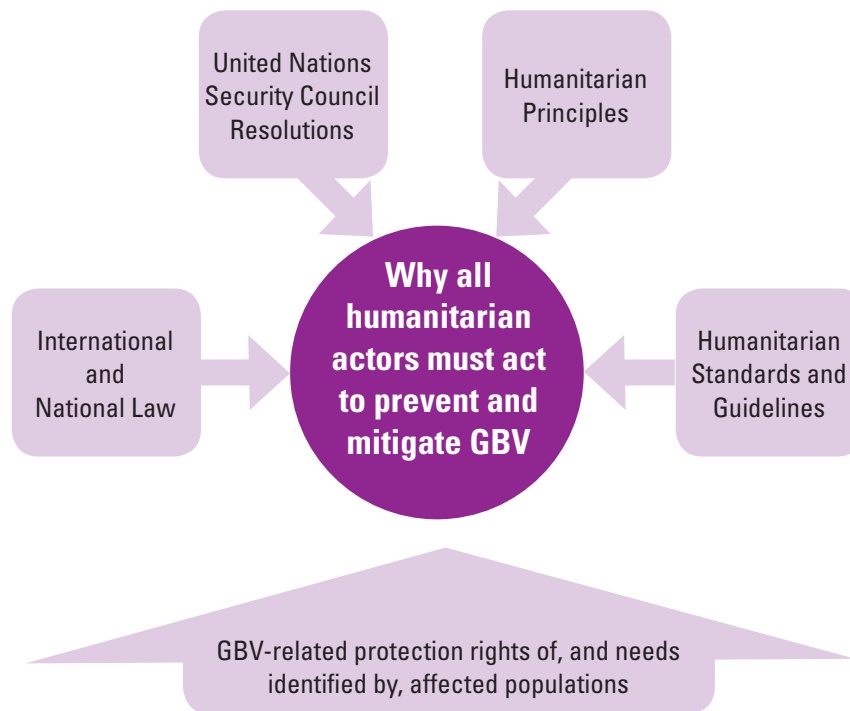 United Nations
Security Council
Resolutions
Humanitarian
Principles
Why all
humanitarian
actors must act
to prevent and
mitigate GBV
International
and
National Law
Humanitarian
Standards and
Guidelines
GBV-related protection rights of, and needs
identified by, affected populations